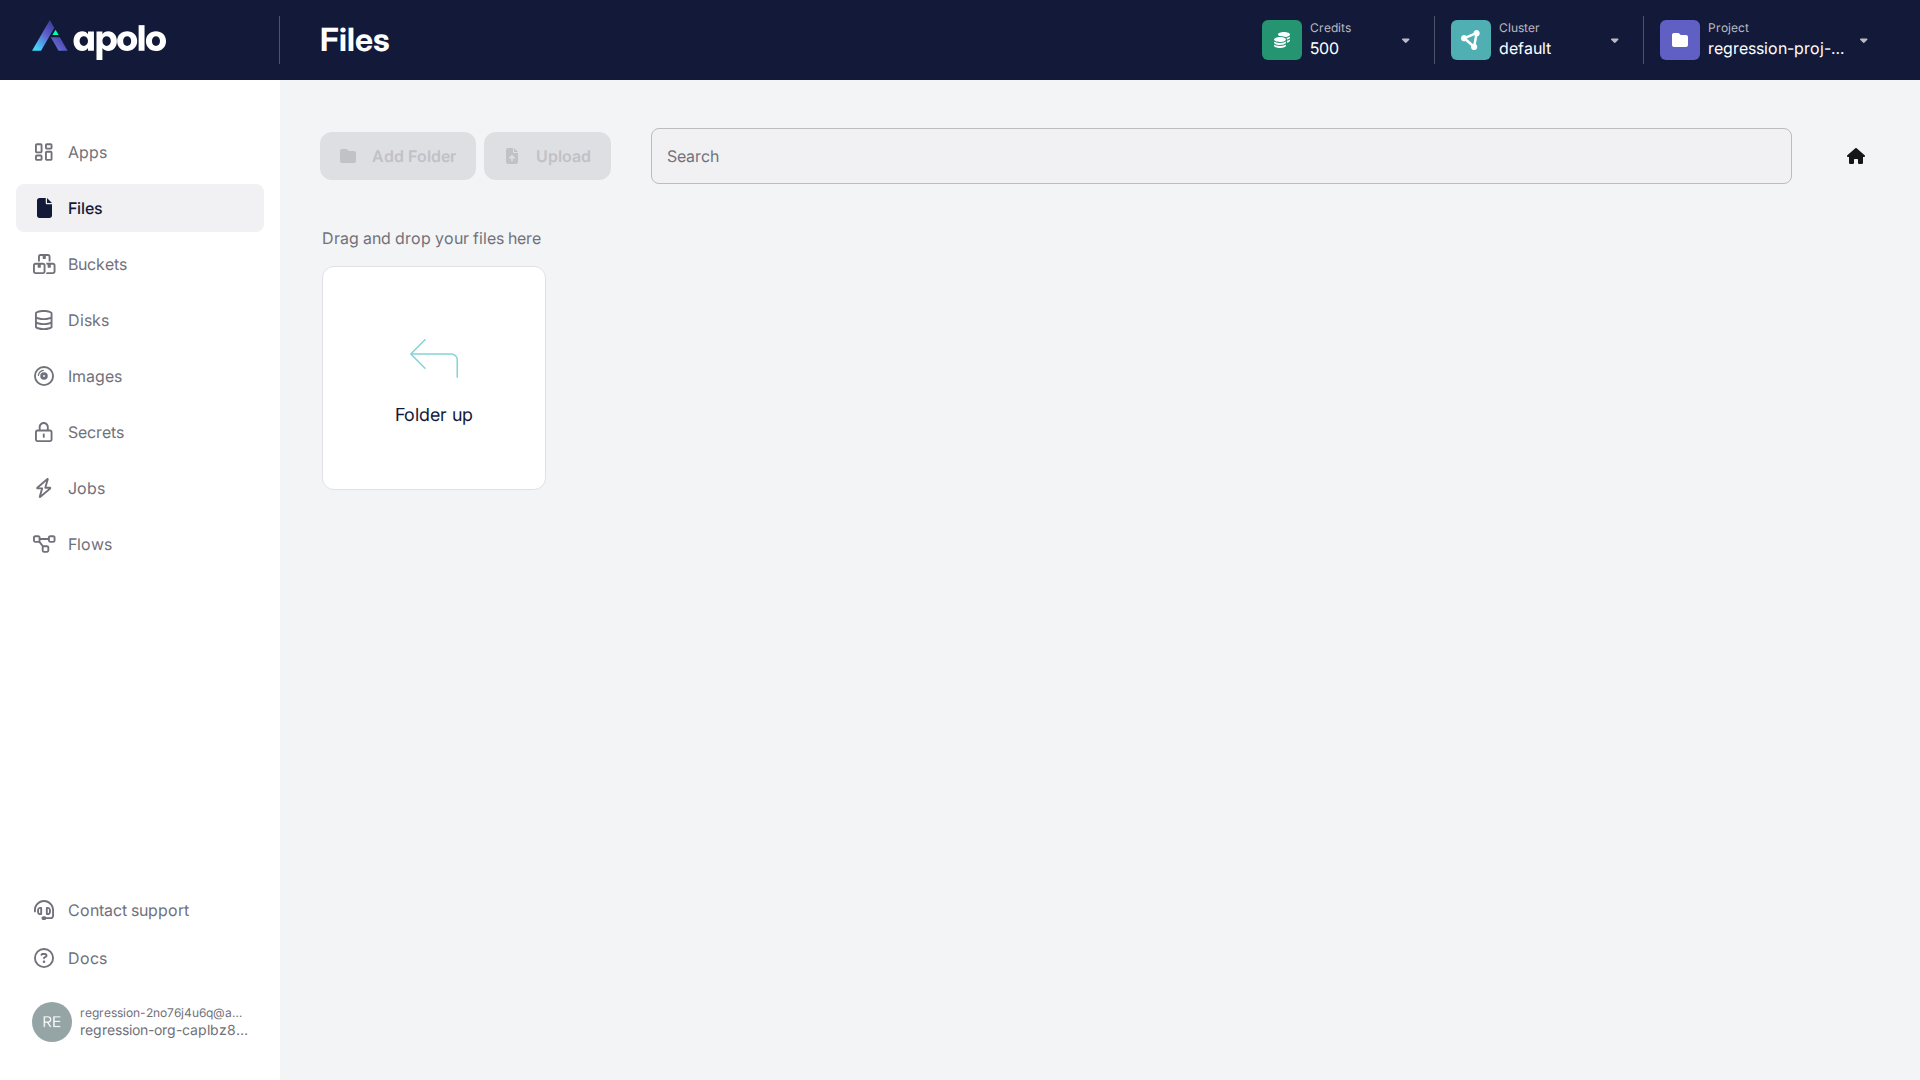 apolo
Files
Credits
500
Cluster
default
Project
regression-proj-...
Apps
Files
Buckets
Disks
Images
Secrets
Jobs
Flows
Add Folder
Upload
Search
Drag and drop your files here
Folder up
Contact support
Docs
RE
regression-2no76j4u6q@a...
regression-org-caplbz8...